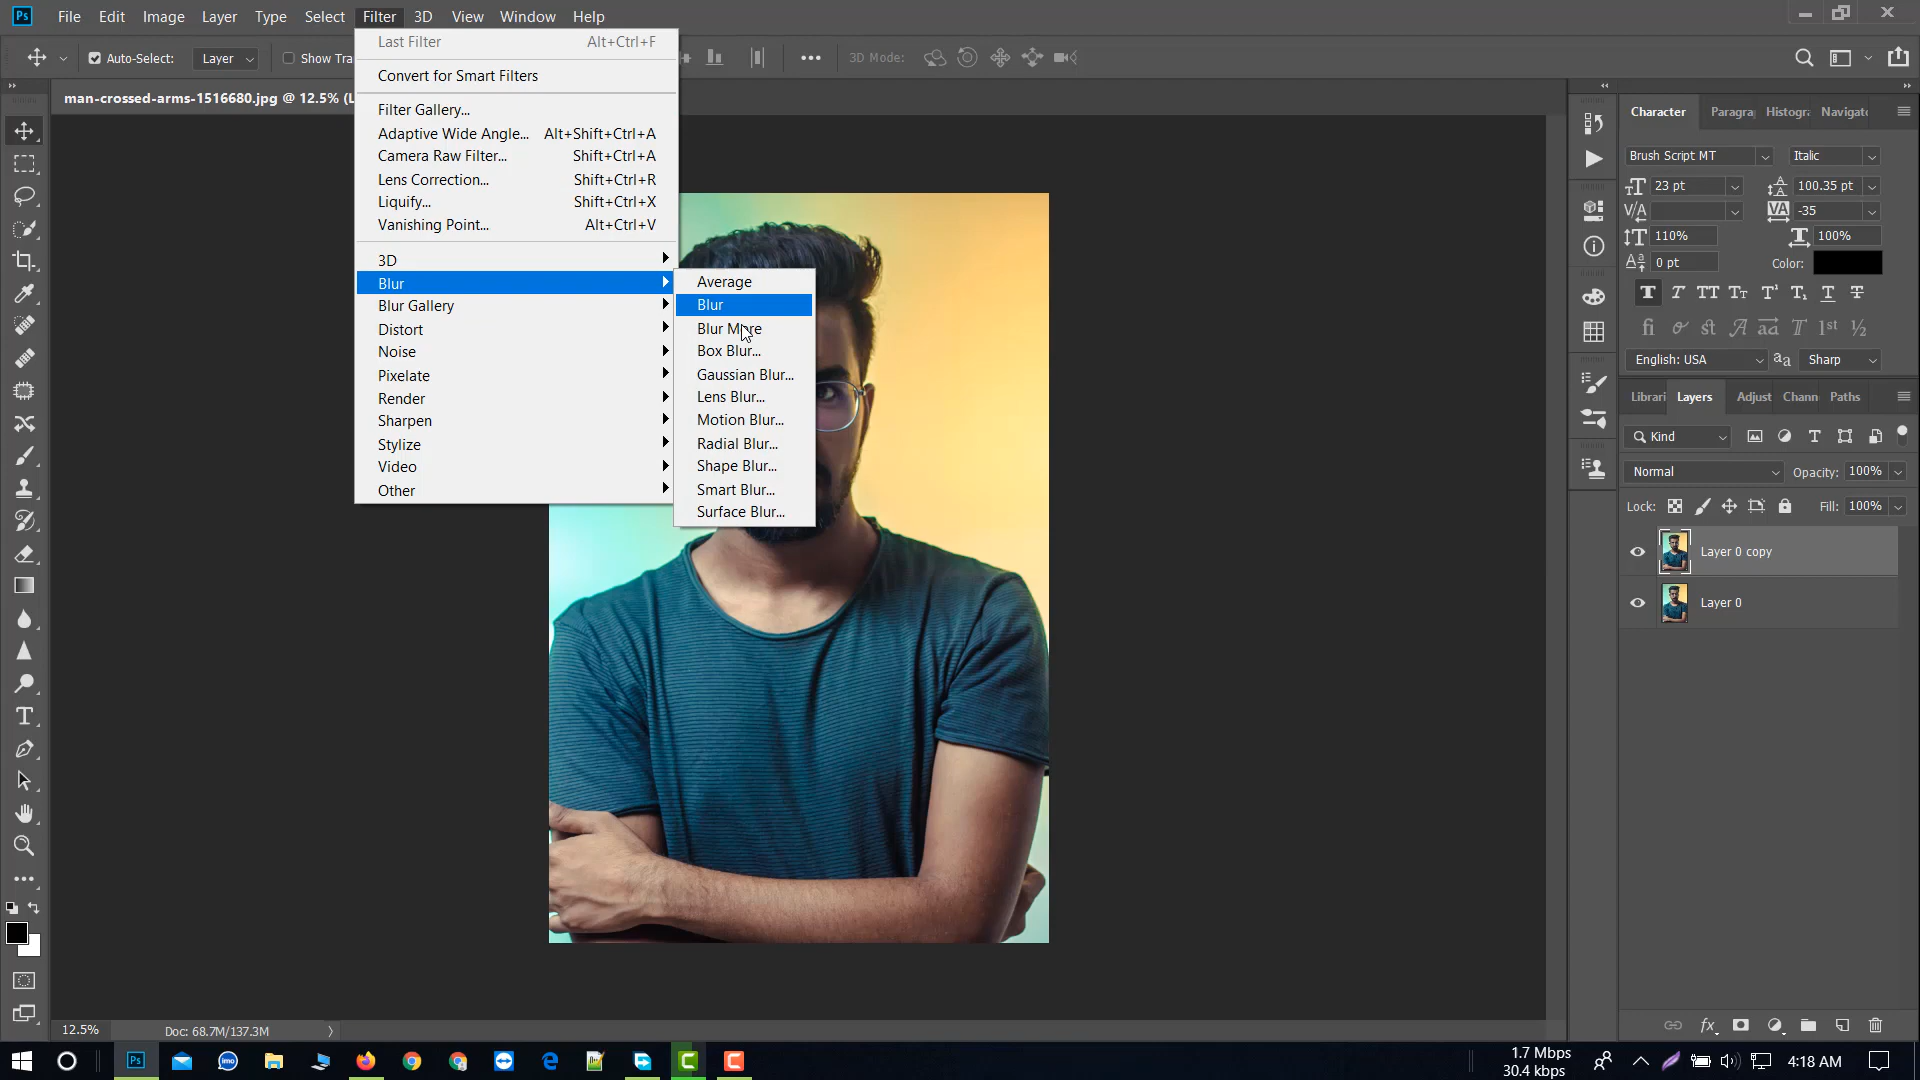 Ps File Edit Image Layer Type Select Filter 3D View Window Help
Auto-Select: Layer Show Tra 3D Mode:
man-crossed-arms-1516680.jpg @ 12.5% (L
Last Filter Alt+Ctrl+F
Convert for Smart Filters
Filter Gallery...
Adaptive Wide Angle... Alt+Shift+Ctrl+A
Camera Raw Filter... Shift+Ctrl+A
Lens Correction... Shift+Ctrl+R
Liquify... Shift+Ctrl+X
Vanishing Point... Alt+Ctrl+V
3D
Blur
Blur Gallery
Distort
Noise
Pixelate
Render
Sharpen
Stylize
Video
Other
Average
Blur
Blur More
Box Blur...
Gaussian Blur...
Lens Blur...
Motion Blur...
Radial Blur...
Shape Blur...
Smart Blur...
Surface Blur...
Character Paragra Histogr Navigat
Brush Script MT Italic
23 pt 100.35 pt
-35
110% 100%
0 pt Color:
English: USA aa Sharp
Librari Layers Adjust Chann Paths
Kind
Normal Opacity: 100%
Lock: Fill: 100%
Layer 0 copy
Layer 0
12.5% Doc: 68.7M/137.3M
1.7 Mbps
30.4 kbps
4:18 AM